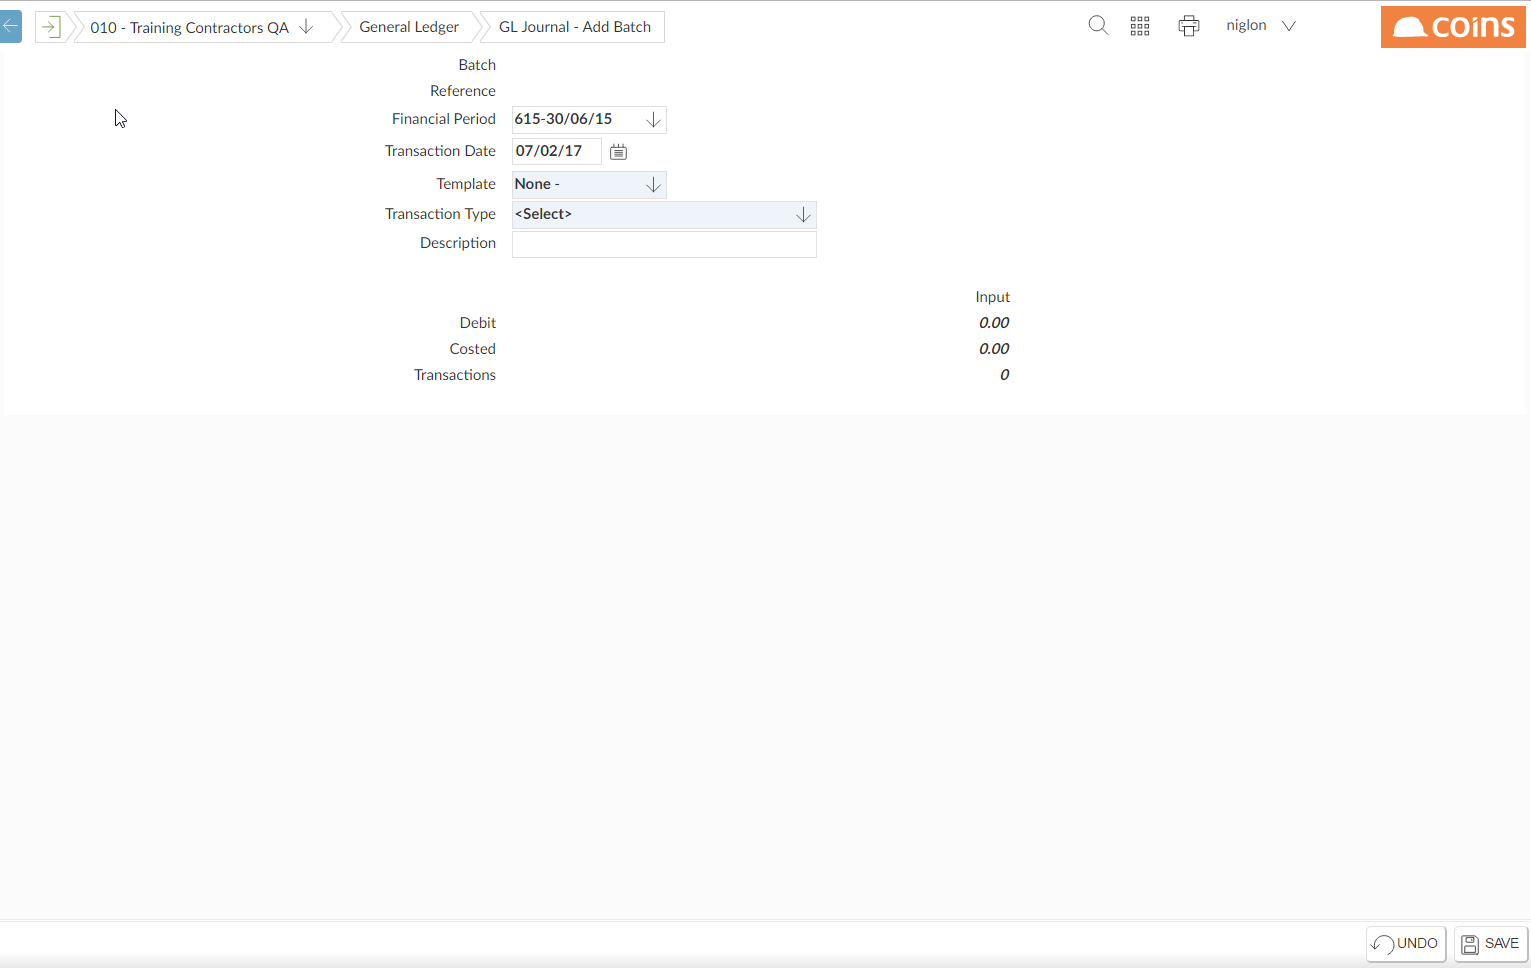 010 - Training Contractors QA General Ledger GL Journal - Add Batch niglon coins
Batch
Reference
Financial Period 615-30/06/15
Transaction Date 07/02/17
Template None -
Transaction Type <Select>
Description
Input
Debit 0.00
Costed 0.00
Transactions 0
UNDO SAVE